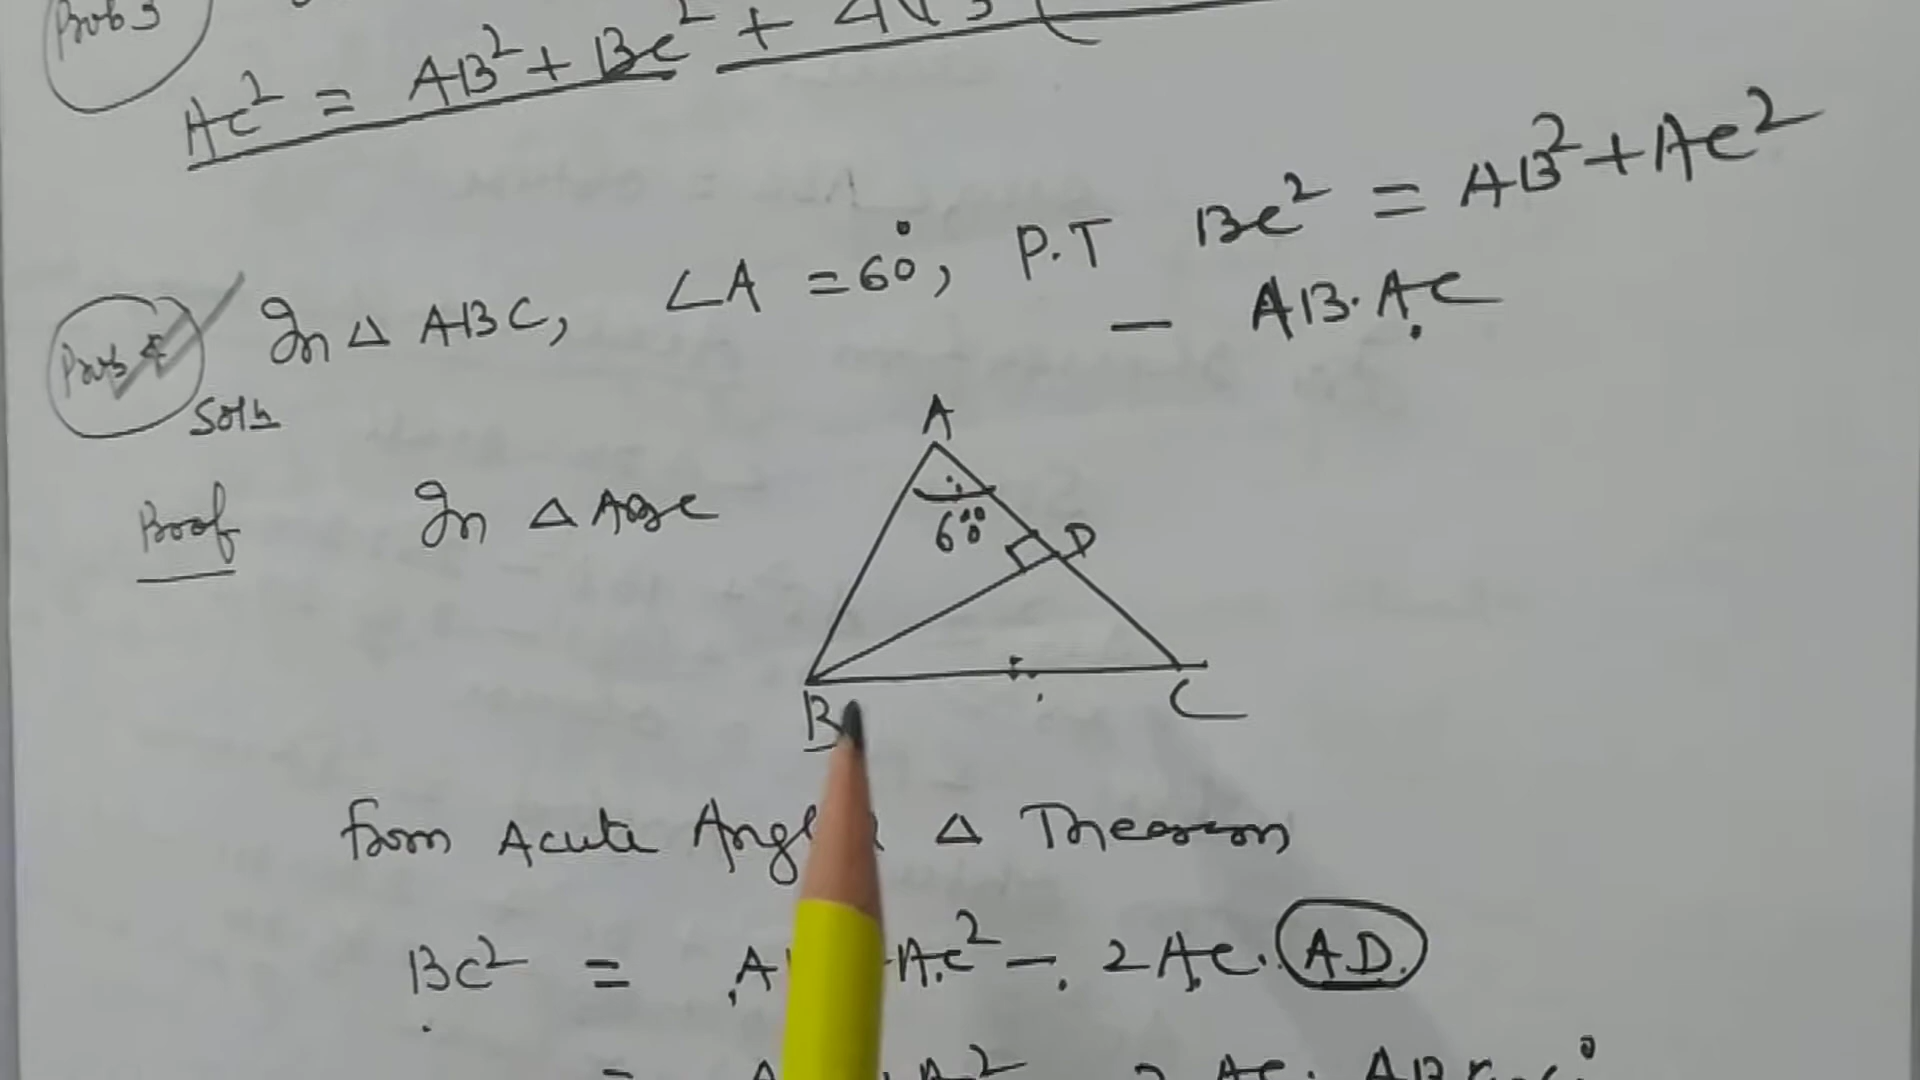 Prob 3
AC² = AB² + BC² + 4
In Δ ABC, ∠A = 60°, P.T BC² = AB² + AC²
— AB.AC
Prob 4
Soln
Proof In Δ ABC
A
60°
D
B
C
from Acute Δ Theorem
BC² = AC² — 2AC. AD.